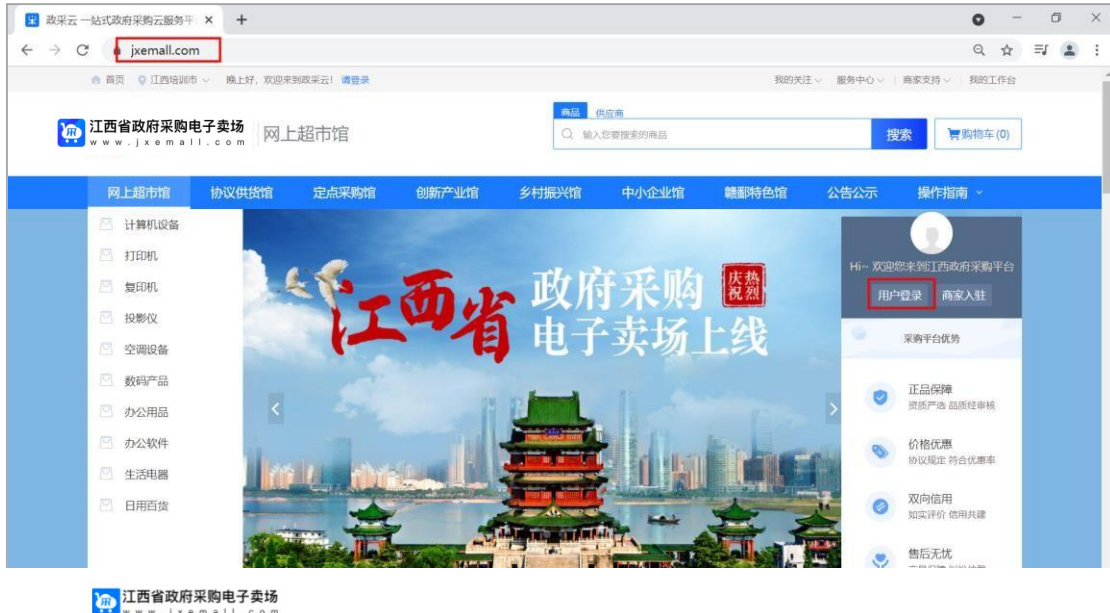 政采云 一站式政府采购云服务平
jxemall.com
首页 江西培训市 晚上好，欢迎来到政采云！ 请登录 我的关注 服务中心 商家支持 我的工作台
商品 供应商
江西省政府采购电子卖场 网上超市馆
www.jxemall.com
输入您要搜索的商品 搜索 购物车(0)
网上超市馆 协议供货馆 定点采购馆 创新产业馆 乡村振兴馆 中小企业馆 赣鄱特色馆 公告公示 操作指南
计算机设备
打印机
复印机
投影仪
空调设备
数码产品
办公用品
办公软件
生活电器
日用百货
江西省 政府采购 热烈庆祝
电子卖场上线
Hi~ 欢迎您来到江西政府采购平台
用户登录 商家入驻
采购平台优势
正品保障
资质严选 品质经审核
价格优惠
协议规定 符合优惠率
双向信用
如实评价 信用共建
售后无忧
江西省政府采购电子卖场
www.jxemall.com